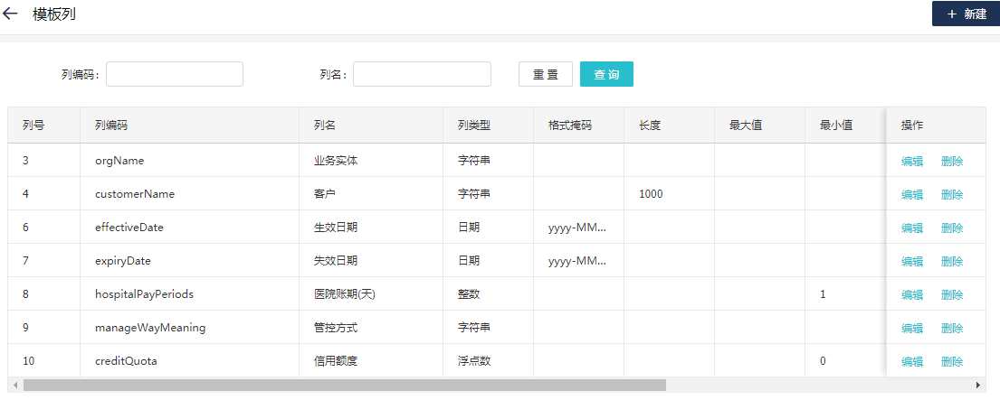 模板列 + 新建
列编码: 列名: 重置 查询
列号 列编码 列名 列类型 格式掩码 长度 最大值 最小值 操作
3 orgName 业务实体 字符串 编辑 删除
4 customerName 客户 字符串 1000 编辑 删除
6 effectiveDate 生效日期 日期 yyyy-MM... 编辑 删除
7 expiryDate 失效日期 日期 yyyy-MM... 编辑 删除
8 hospitalPayPeriods 医院账期(天) 整数 1 编辑 删除
9 manageWayMeaning 管控方式 字符串 编辑 删除
10 creditQuota 信用额度 浮点数 0 编辑 删除